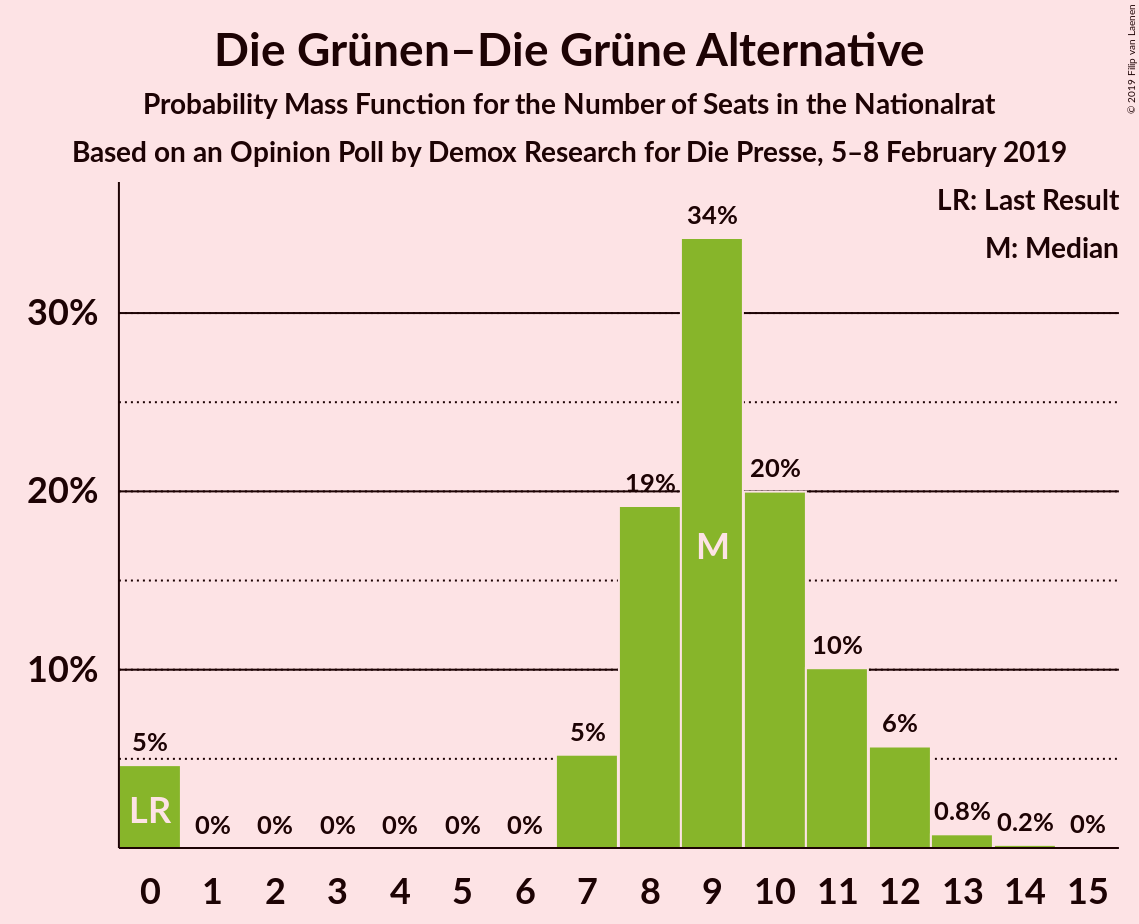 Die Grünen–Die Grüne Alternative
Probability Mass Function for the Number of Seats in the Nationalrat
Based on an Opinion Poll by Demox Research for Die Presse, 5–8 February 2019
© 2019 Filip van Laenen
LR: Last Result
M: Median
34%
30%
20%
19%
20%
M
10%
10%
5%
5%
6%
LR
0%
0%
0%
0%
0%
0%
0.8%
0.2%
0%
0 1 2 3 4 5 6 7 8 9 10 11 12 13 14 15